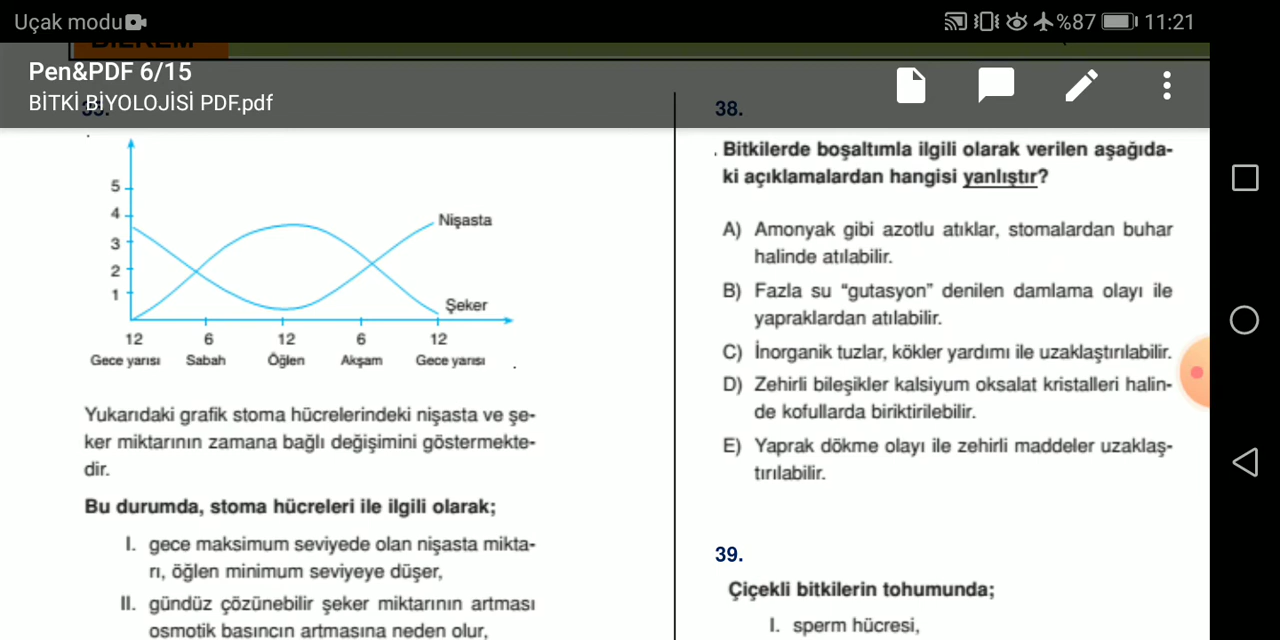 Uçak modu
%87 11:21
Pen&PDF 6/15
BİTKİ BİYOLOJİSİ PDF.pdf
5
4
3
2
1
Nişasta
Şeker
12 6 12 6 12
Gece yarısı Sabah Öğlen Akşam Gece yarısı
Yukarıdaki grafik stoma hücrelerindeki nişasta ve şe-
ker miktarının zamana bağlı değişimini göstermekte-
dir.
Bu durumda, stoma hücreleri ile ilgili olarak;
I. gece maksimum seviyede olan nişasta mikta-
rı, öğlen minimum seviyeye düşer,
II. gündüz çözünebilir şeker miktarının artması
osmotik basıncın artmasına neden olur,
38.
Bitkilerde boşaltımla ilgili olarak verilen aşağıda-
ki açıklamalardan hangisi yanlıştır?
A) Amonyak gibi azotlu atıklar, stomalardan buhar
halinde atılabilir.
B) Fazla su “gutasyon” denilen damlama olayı ile
yapraklardan atılabilir.
C) İnorganik tuzlar, kökler yardımı ile uzaklaştırılabilir.
D) Zehirli bileşikler kalsiyum oksalat kristalleri halin-
de kofullarda biriktirilebilir.
E) Yaprak dökme olayı ile zehirli maddeler uzaklaş-
tırılabilir.
39.
Çiçekli bitkilerin tohumunda;
I. sperm hücresi,